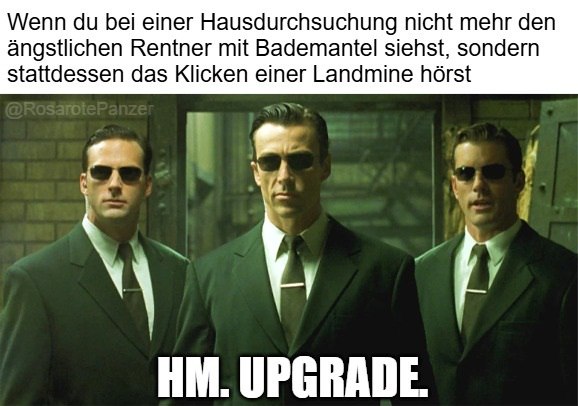 Wenn du bei einer Hausdurchsuchung nicht mehr den
ängstlichen Rentner mit Bademantel siehst, sondern
stattdessen das Klicken einer Landmine hörst
@RosarotePanzer
HM. UPGRADE.